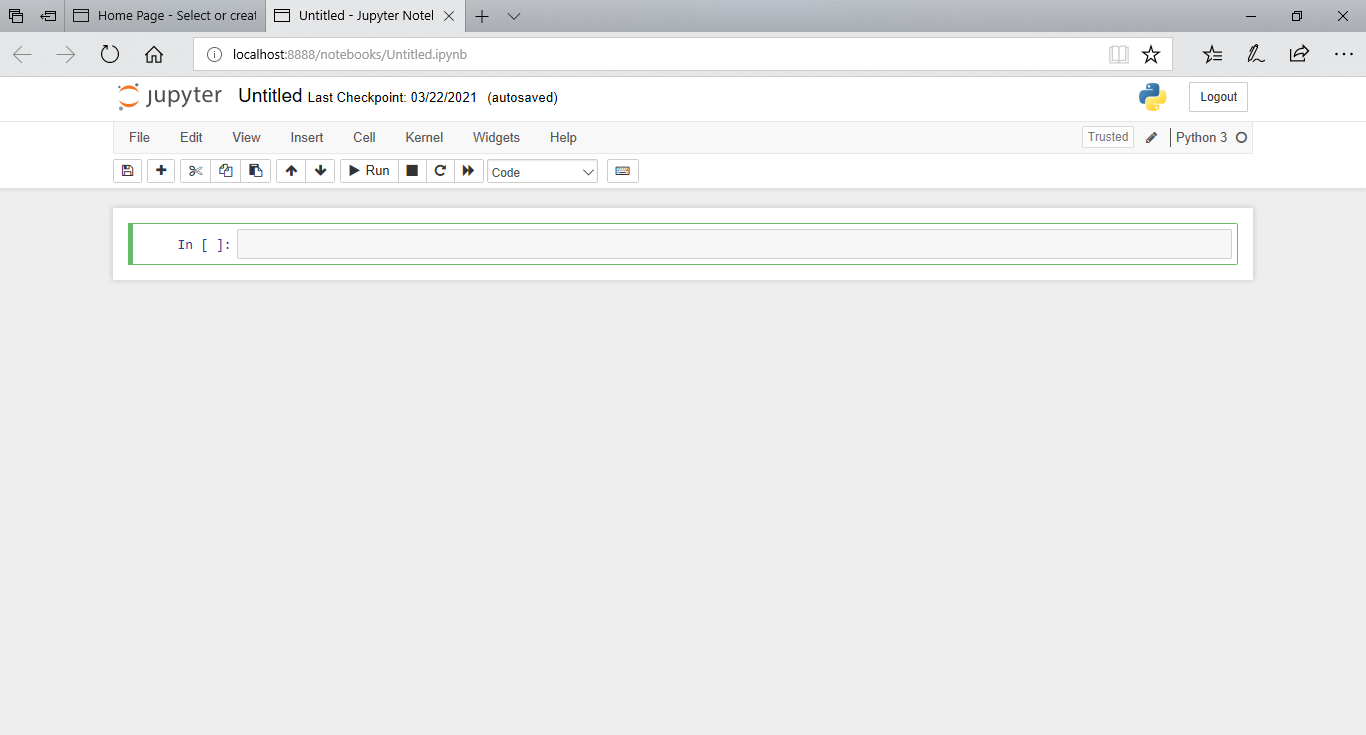 Home Page - Select or creat
Untitled - Jupyter Notel
localhost:8888/notebooks/Untitled.ipynb
jupyter Untitled Last Checkpoint: 03/22/2021 (autosaved)
Logout
File Edit View Insert Cell Kernel Widgets Help
Trusted Python 3
Run Code
In [ ]: